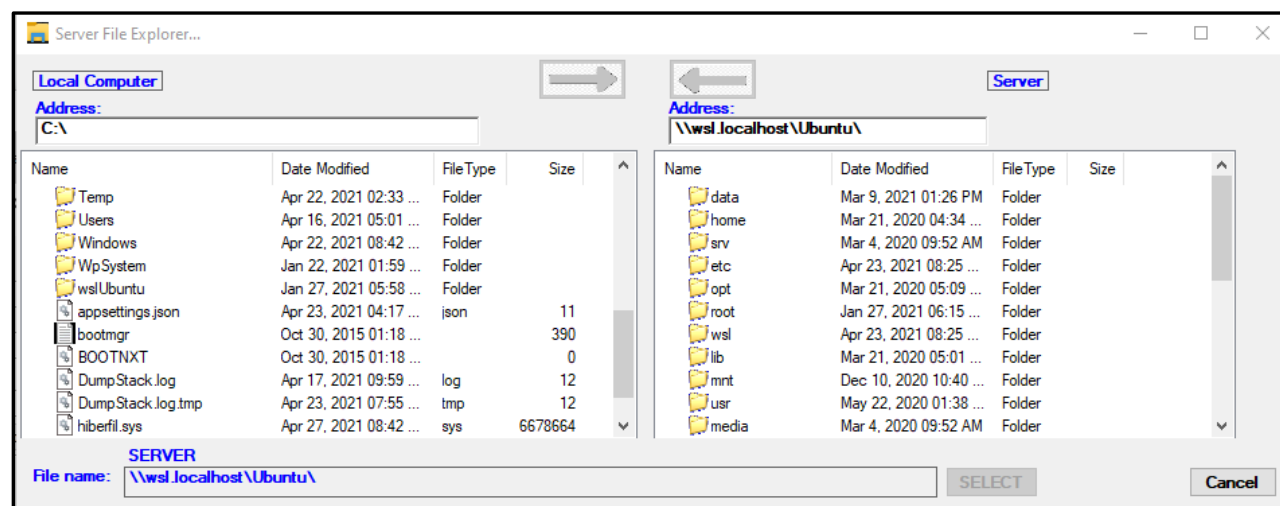 Server File Explorer...
Local Computer
Server
Address:
Address:
C:\
\\wsl.localhost\Ubuntu\
Name Date Modified FileType Size
Temp Apr 22, 2021 02:33 ... Folder
Users Apr 16, 2021 05:01 ... Folder
Windows Apr 22, 2021 08:42 ... Folder
WpSystem Jan 22, 2021 01:59 ... Folder
wslUbuntu Jan 27, 2021 05:58 ... Folder
appsettings.json Apr 23, 2021 04:17 ... json 11
bootmgr Oct 30, 2015 01:18 ... 390
BOOTNXT Oct 30, 2015 01:18 ... 0
DumpStack.log Apr 17, 2021 09:59 ... log 12
DumpStack.log.tmp Apr 23, 2021 07:55 ... tmp 12
hiberfil.sys Apr 27, 2021 08:42 ... sys 6678664
Name Date Modified FileType Size
data Mar 9, 2021 01:26 PM Folder
home Mar 21, 2020 04:34 ... Folder
srv Mar 4, 2020 09:52 AM Folder
etc Apr 23, 2021 08:25 ... Folder
opt Mar 21, 2020 05:09 ... Folder
root Jan 27, 2021 06:15 ... Folder
wsl Apr 23, 2021 08:25 ... Folder
lib Mar 21, 2020 05:01 ... Folder
mnt Dec 10, 2020 10:40 ... Folder
usr May 22, 2020 01:38 ... Folder
media Mar 4, 2020 09:52 AM Folder
SERVER
File name: \\wsl.localhost\Ubuntu\
SELECT
Cancel